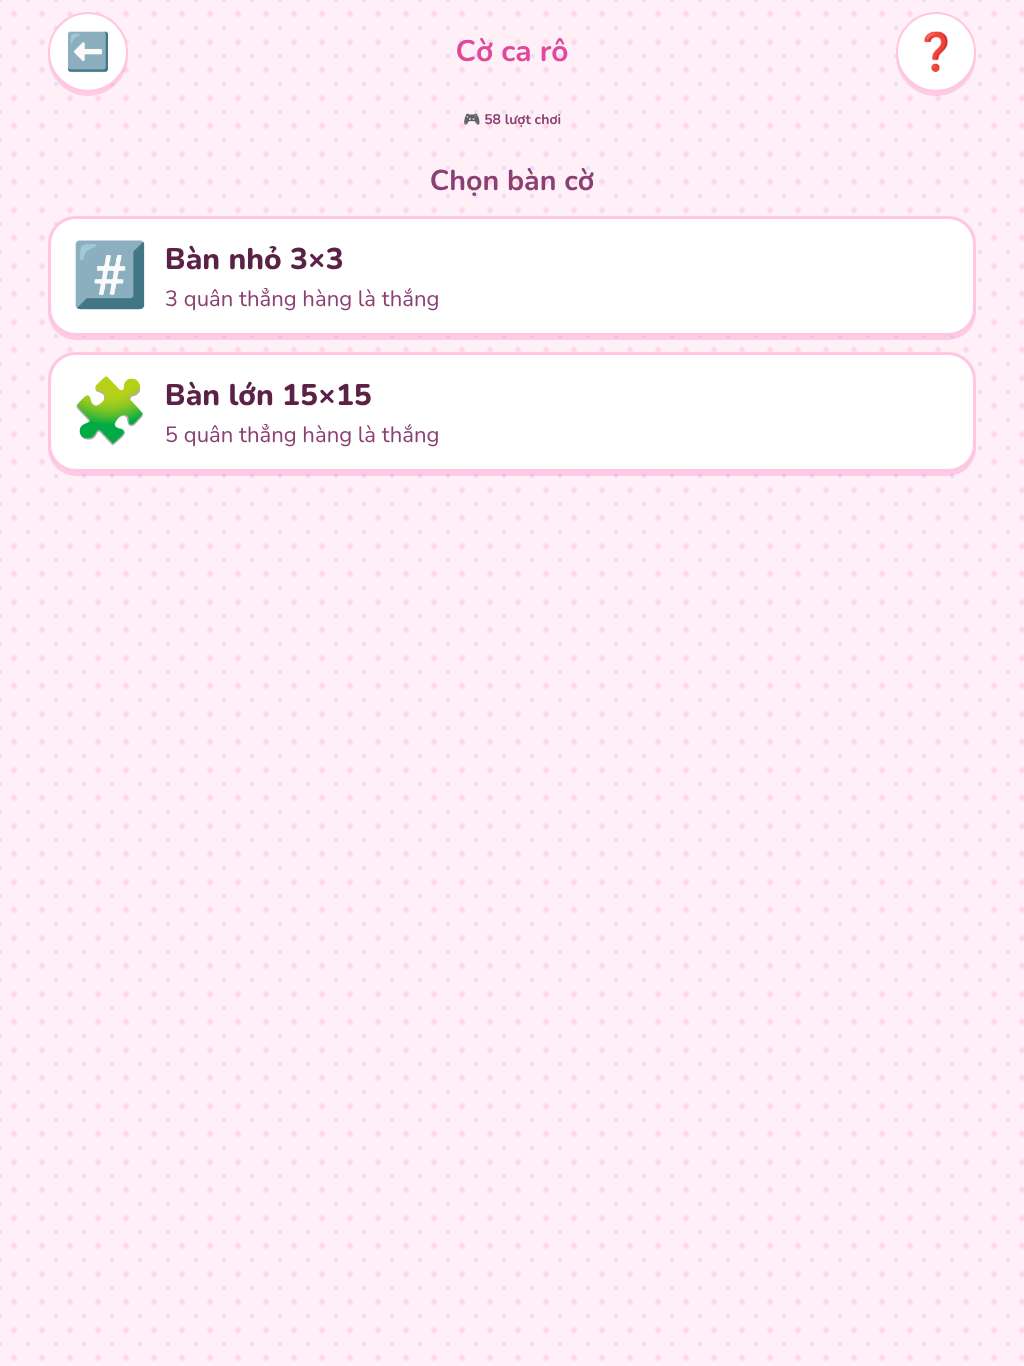 Cờ ca rô
🎮 58 lượt chơi
Chọn bàn cờ
Bàn nhỏ 3×3
3 quân thẳng hàng là thắng
Bàn lớn 15×15
5 quân thẳng hàng là thắng